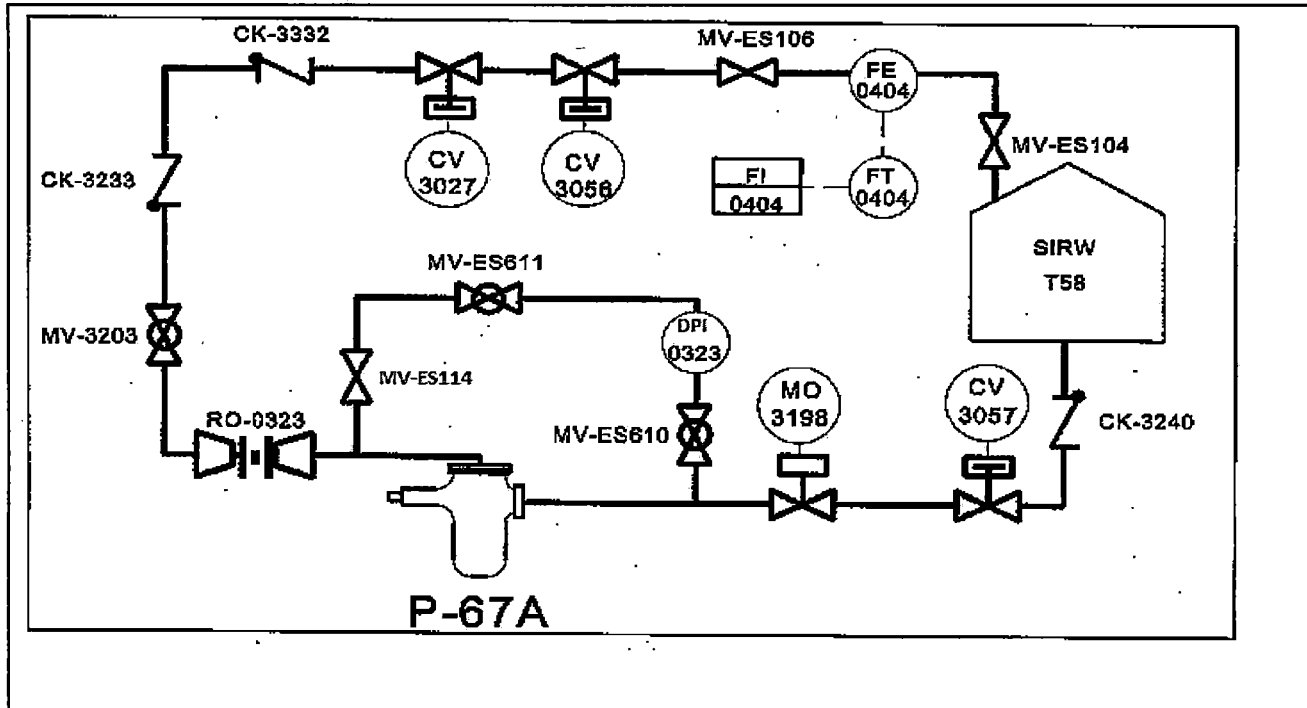 CK-3332
MV-ES106
FE
0404
CV
3027
CV
3056
FI
0404
FT
0404
MV-ES104
CK-3233
SIRW
T58
MV-ES611
MV-3203
DPI
0323
MV-ES114
MO
3198
CV
3057
RO-0323
MV-ES610
CK-3240
P-67A